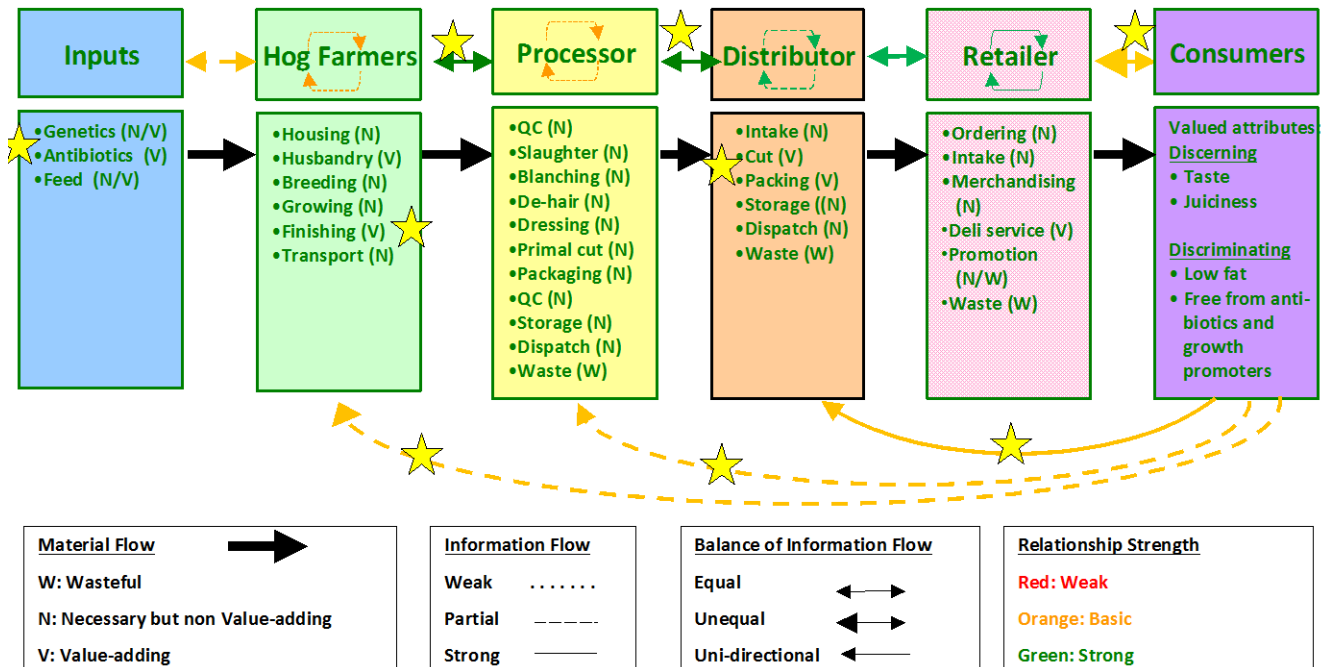 Inputs
Hog Farmers
Processor
Distributor
Retailer
Consumers
•Genetics (N/V)
•Antibiotics (V)
•Feed (N/V)
•Housing (N)
•Husbandry (V)
•Breeding (N)
•Growing (N)
•Finishing (V)
•Transport (N)
•QC (N)
•Slaughter (N)
•Blanching (N)
•De-hair (N)
•Dressing (N)
•Primal cut (N)
•Packaging (N)
•QC (N)
•Storage (N)
•Dispatch (N)
•Waste (W)
•Intake (N)
•Cut (V)
•Packing (V)
•Storage ((N)
•Dispatch (N)
•Waste (W)
•Ordering (N)
•Intake (N)
•Merchandising
(N)
•Deli service (V)
•Promotion
(N/W)
•Waste (W)
Valued attributes:
Discerning
• Taste
• Juiciness
Discriminating
• Low fat
• Free from anti-
biotics and
growth
promoters
Material Flow
W: Wasteful
N: Necessary but non Value-adding
V: Value-adding
Information Flow
Weak
Partial
Strong
Balance of Information Flow
Equal
Unequal
Uni-directional
Relationship Strength
Red: Weak
Orange: Basic
Green: Strong